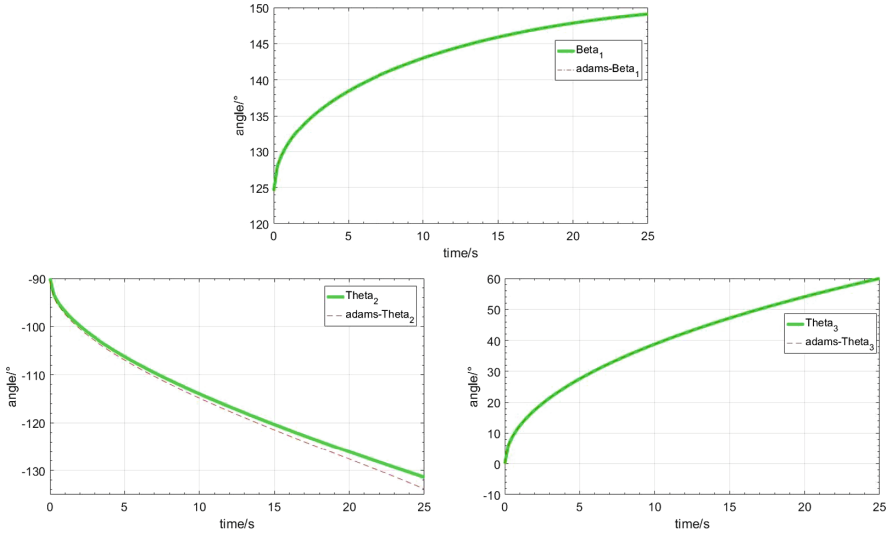 150
145
140
135
130
125
120
angle/°
Beta1
adams-Beta1
0 5 10 15 20 25
time/s
-90
-100
-110
-120
-130
angle/°
Theta2
adams-Theta2
0 5 10 15 20 25
time/s
60
50
40
30
20
10
0
-10
angle/°
Theta3
adams-Theta3
0 5 10 15 20 25
time/s